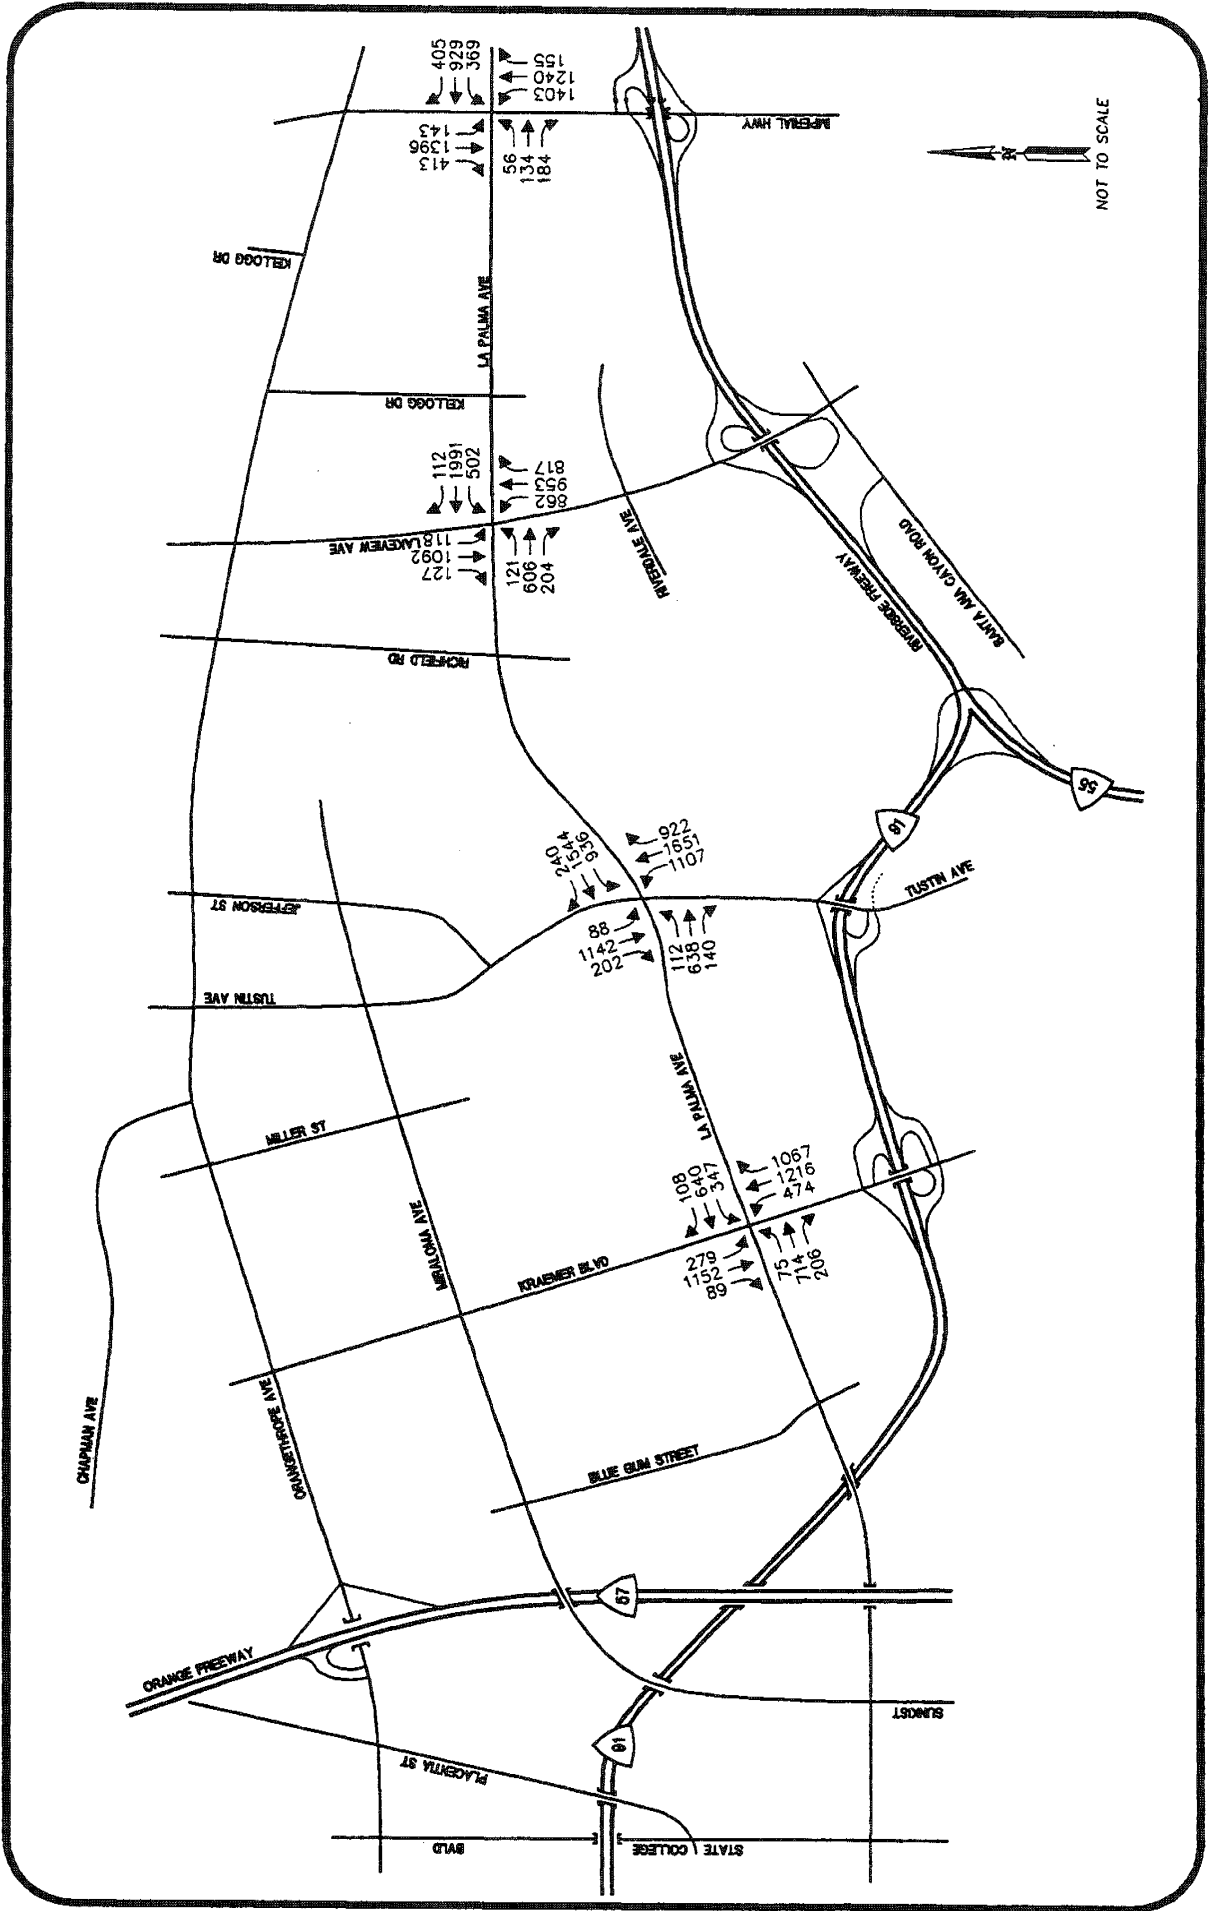 405
929
369
155
1240
1403
143
1396
413
56
134
184
IMPERIAL HWY
NOT TO SCALE
N
KELLOGG DR
LA PALMA AVE
KELLOGG DR
112
1991
502
817
953
862
118
1092
127
LAKEVIEW AVE
121
606
204
RIVERDALE AVE
RIVERSIDE FREEWAY
SANTA ANA CAYON ROAD
RICHFIELD RD
55
91
240
1544
936
922
1651
1107
88
1142
202
112
638
140
TUSTIN AVE
JEFFERSON ST
TUSTIN AVE
LA PALMA AVE
MILLER ST
108
640
347
1067
1216
474
279
1152
89
75
714
206
MIRALOMA AVE
KRAEMER BLVD
ORANGETHROPE AVE
CHAPMAN AVE
BLUE GUM STREET
57
ORANGE FREEWAY
SUNKIST
91
PLACENTIA ST
BVLD
STATE COLLEGE